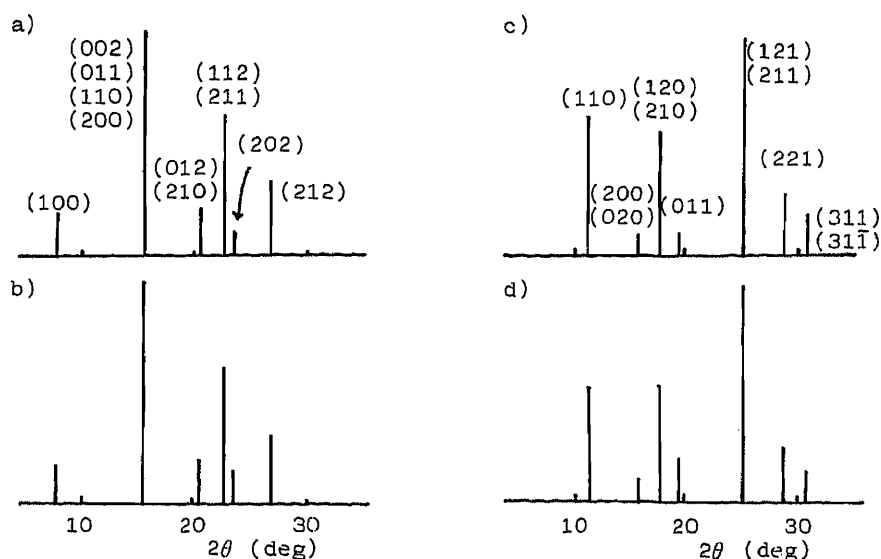 a)
(002)
(011)
(110)
(200)
(112)
(211)
(202)
(012)
(210)
(100)
(212)
c)
(121)
(211)
(120)
(210)
(110)
(221)
(200)
(020)
(011)
(311)
(311̄)
b)
10 20 30
2θ (deg)
d)
10 20 30
2θ (deg)